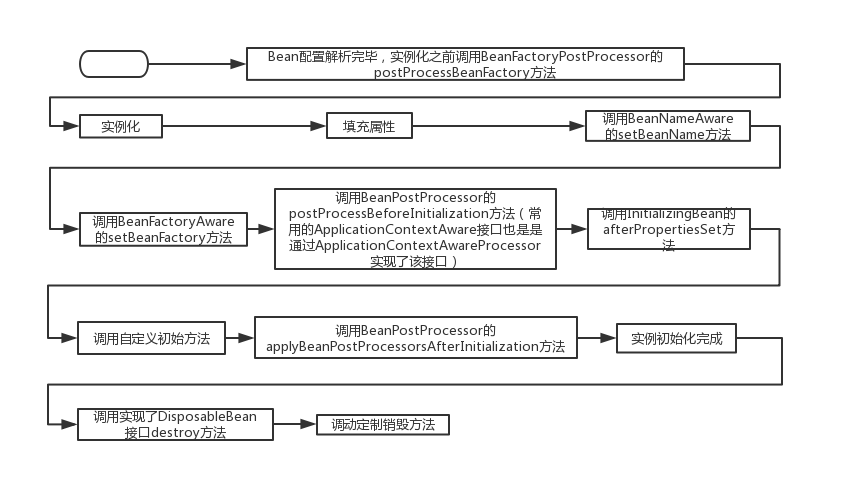 Bean配置解析完毕，实例化之前调用BeanFactoryPostProcessor的
postProcessBeanFactory方法
实例化
填充属性
调用BeanNameAware
的setBeanName方法
调用BeanFactoryAware
的setBeanFactory方法
调用BeanPostProcessor的
postProcessBeforeInitialization方法（常
用的ApplicationContextAware接口也是是
通过ApplicationContextAwareProcessor
实现了该接口）
调用InitializingBean的
afterPropertiesSet方
法
调用自定义初始方法
调用BeanPostProcessor的
applyBeanPostProcessorsAfterInitialization方法
实例初始化完成
调用实现了DisposableBean
接口destroy方法
调动定制销毁方法